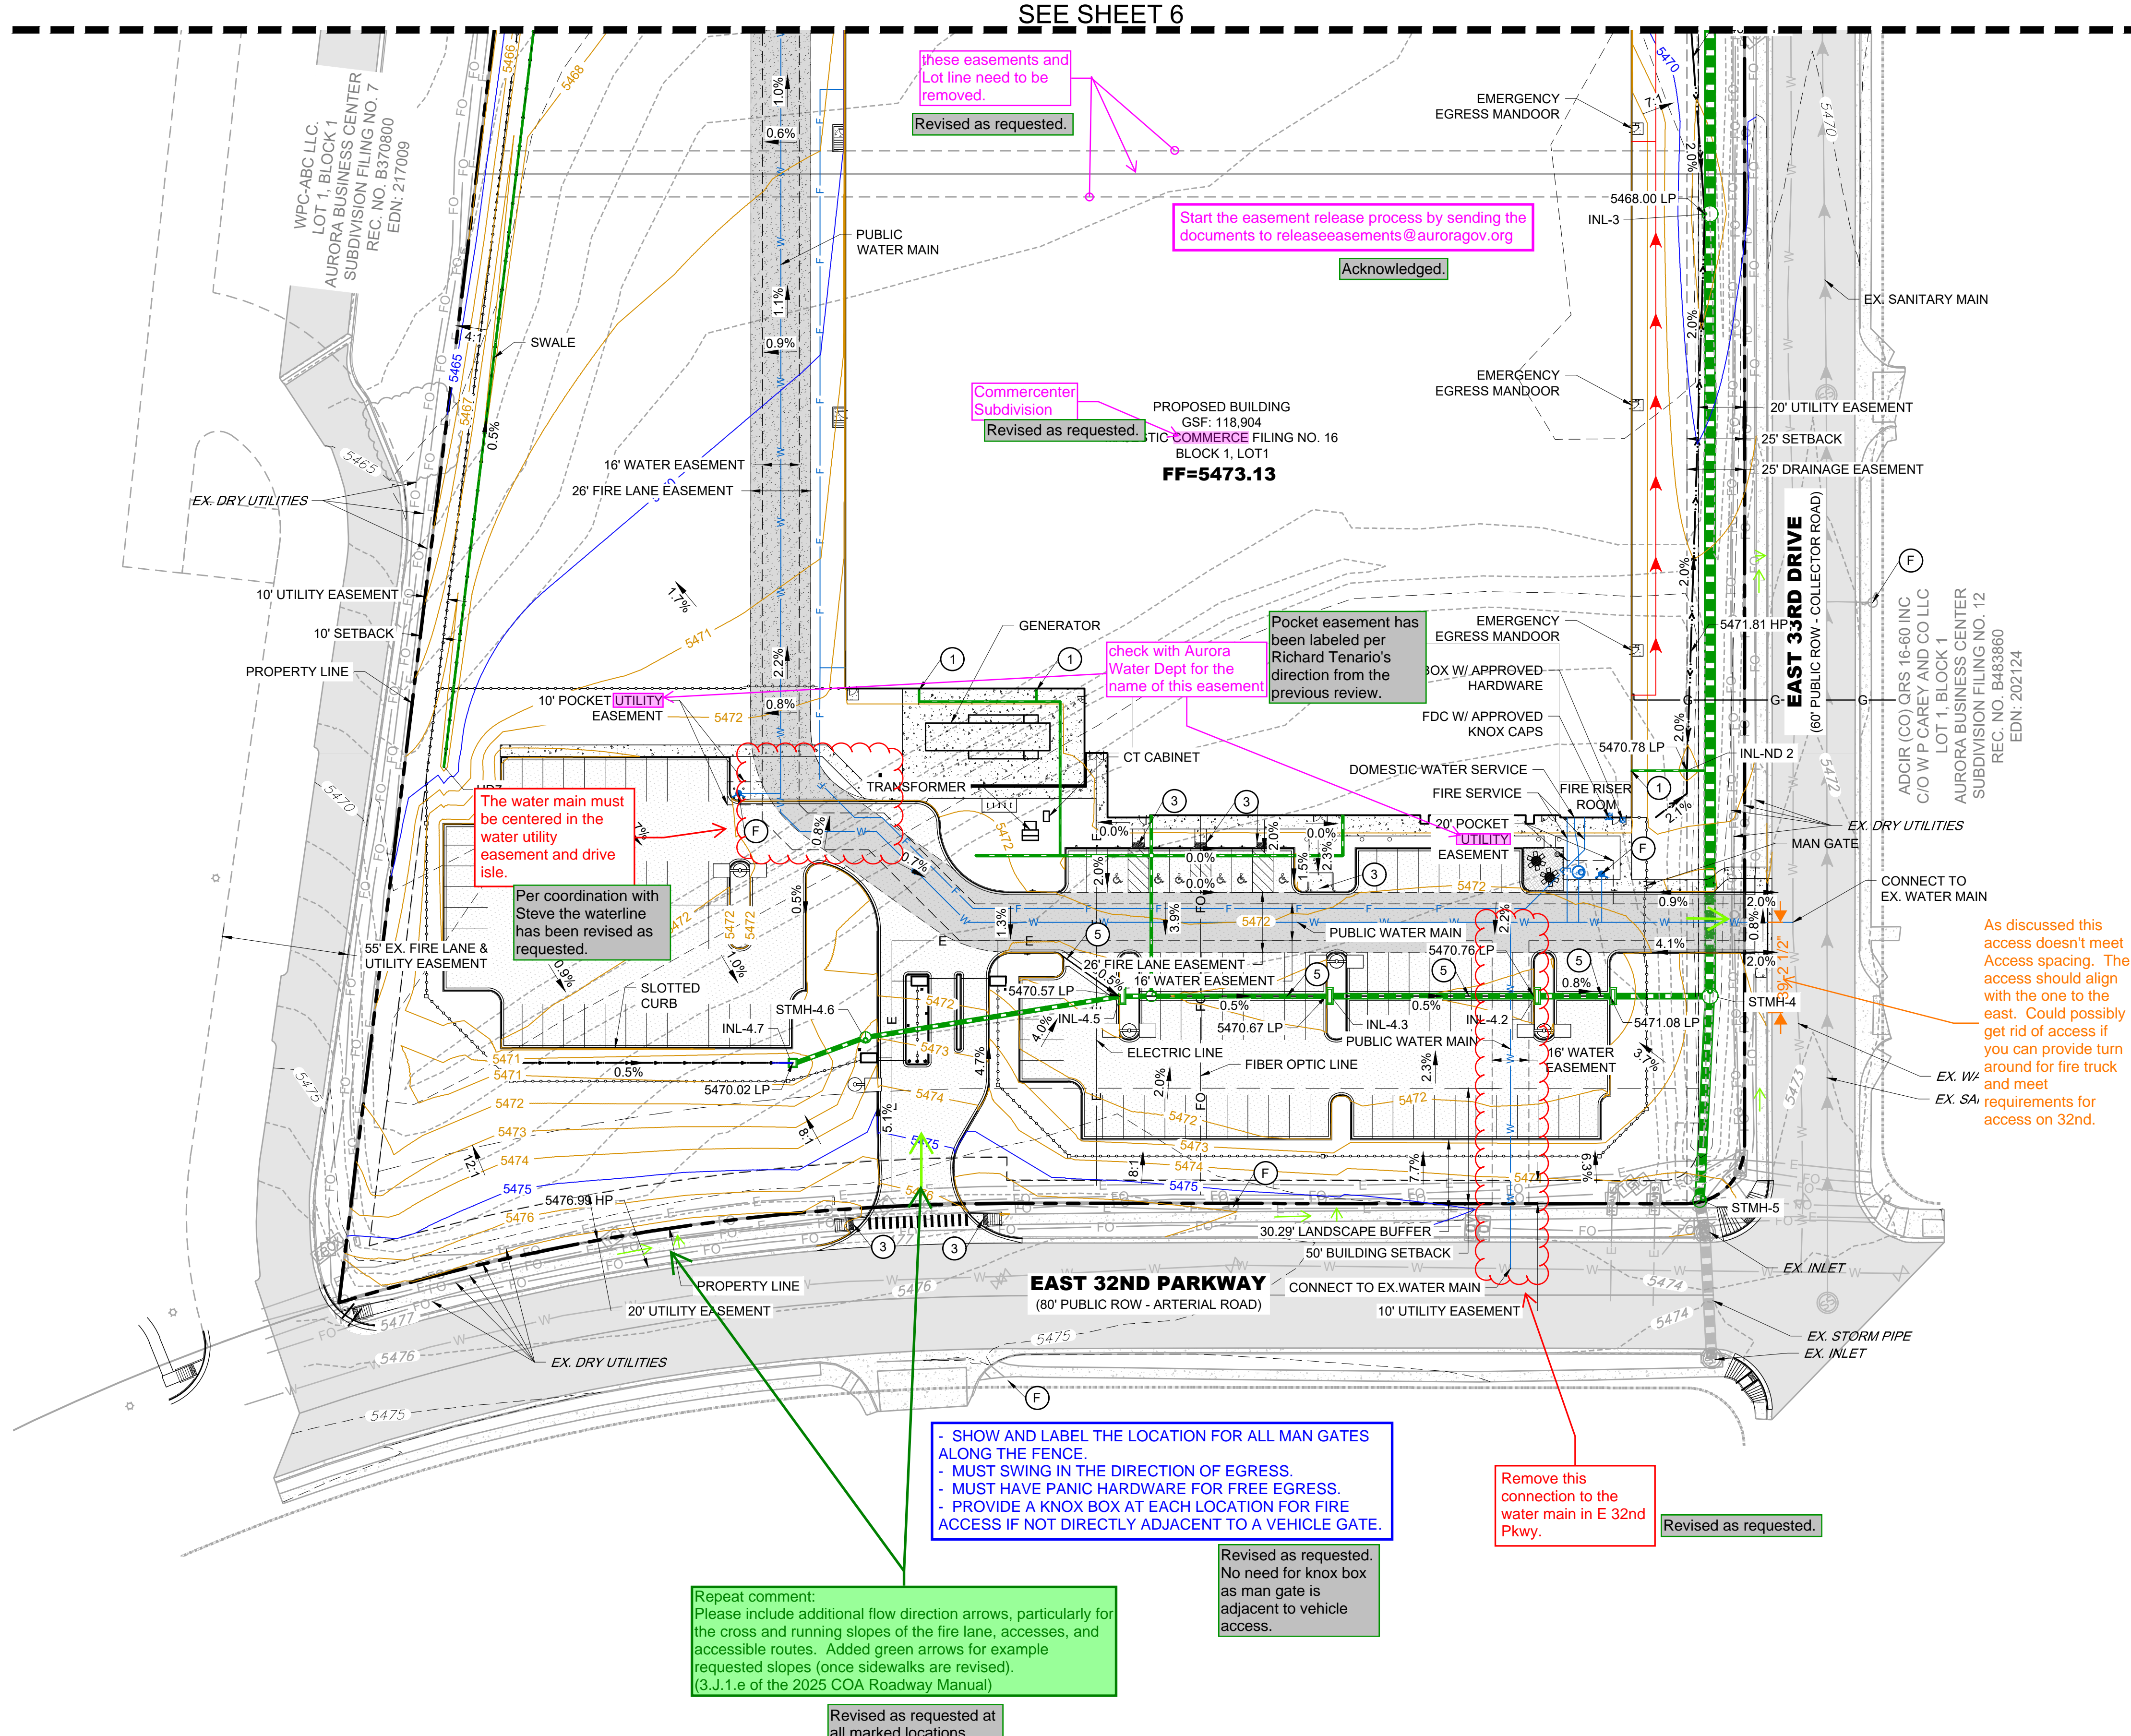 SEE SHEET 6
WPC-ABC LLC.
LOT 1, BLOCK 1
AURORA BUSINESS CENTER
SUBDIVISION FILING NO. 7
REC. NO. B370800
EDN: 217009
these easements and
Lot line need to be
removed.
Revised as requested.
Start the easement release process by sending the
documents to releaseeasements@auroragov.org
Acknowledged.
EMERGENCY
EGRESS MANDOOR
5468.00 LP
INL-3
PUBLIC
WATER MAIN
EX. SANITARY MAIN
SWALE
EMERGENCY
EGRESS MANDOOR
20' UTILITY EASEMENT
25' SETBACK
25' DRAINAGE EASEMENT
Commercenter
Subdivision
Revised as requested.
PROPOSED BUILDING
GSF: 118,904
STIC COMMERCE FILING NO. 16
BLOCK 1, LOT1
FF=5473.13
16' WATER EASEMENT
26' FIRE LANE EASEMENT
EX. DRY UTILITIES
10' UTILITY EASEMENT
10' SETBACK
PROPERTY LINE
EAST 33RD DRIVE
(60' PUBLIC ROW - COLLECTOR ROAD)
ADCIR (CO) QRS 16-60 INC
C/O W P CAREY AND CO LLC
LOT 1, BLOCK 1
AURORA BUSINESS CENTER
SUBDIVISION FILING NO. 12
REC. NO. B483860
EDN: 202124
GENERATOR
check with Aurora
Water Dept for the
name of this easement
Pocket easement has
been labeled per
Richard Tenario's
direction from the
previous review.
EMERGENCY
EGRESS MANDOOR
5471.81 HP
BOX W/ APPROVED
HARDWARE
FDC W/ APPROVED
KNOX CAPS
10' POCKET UTILITY
EASEMENT
CT CABINET
TRANSFORMER
5470.78 LP
INL-ND 2
DOMESTIC WATER SERVICE
FIRE SERVICE
FIRE RISER
ROOM
20' POCKET
UTILITY
EASEMENT
EX. DRY UTILITIES
MAN GATE
CONNECT TO
EX. WATER MAIN
The water main must
be centered in the
water utility
easement and drive
isle.
Per coordination with
Steve the waterline
has been revised as
requested.
55' EX. FIRE LANE &
UTILITY EASEMENT
SLOTTED
CURB
STMH-4.6
INL-4.7
5470.02 LP
PUBLIC WATER MAIN
26' FIRE LANE EASEMENT
16' WATER EASEMENT
5470.57 LP
INL-4.5
5470.76 LP
5470.67 LP
INL-4.3
INL-4.2
5471.08 LP
STMH-4
PUBLIC WATER MAIN
16' WATER
EASEMENT
ELECTRIC LINE
FIBER OPTIC LINE
39'-2 1/2"
As discussed this
access doesn't meet
Access spacing. The
access should align
with the one to the
east. Could possibly
get rid of access if
you can provide turn
around for fire truck
and meet
requirements for
access on 32nd.
EX. WA
EX. SA
5476.99 HP
STMH-5
30.29' LANDSCAPE BUFFER
50' BUILDING SETBACK
CONNECT TO EX.WATER MAIN
10' UTILITY EASEMENT
EX. INLET
EX. STORM PIPE
EX. INLET
PROPERTY LINE
20' UTILITY EASEMENT
EX. DRY UTILITIES
EAST 32ND PARKWAY
(80' PUBLIC ROW - ARTERIAL ROAD)
- SHOW AND LABEL THE LOCATION FOR ALL MAN GATES
ALONG THE FENCE.
- MUST SWING IN THE DIRECTION OF EGRESS.
- MUST HAVE PANIC HARDWARE FOR FREE EGRESS.
- PROVIDE A KNOX BOX AT EACH LOCATION FOR FIRE
ACCESS IF NOT DIRECTLY ADJACENT TO A VEHICLE GATE.
Revised as requested.
No need for knox box
as man gate is
adjacent to vehicle
access.
Remove this
connection to the
water main in E 32nd
Pkwy.
Revised as requested.
Repeat comment:
Please include additional flow direction arrows, particularly for
the cross and running slopes of the fire lane, accesses, and
accessible routes. Added green arrows for example
requested slopes (once sidewalks are revised).
(3.J.1.e of the 2025 COA Roadway Manual)
Revised as requested at
all marked locations